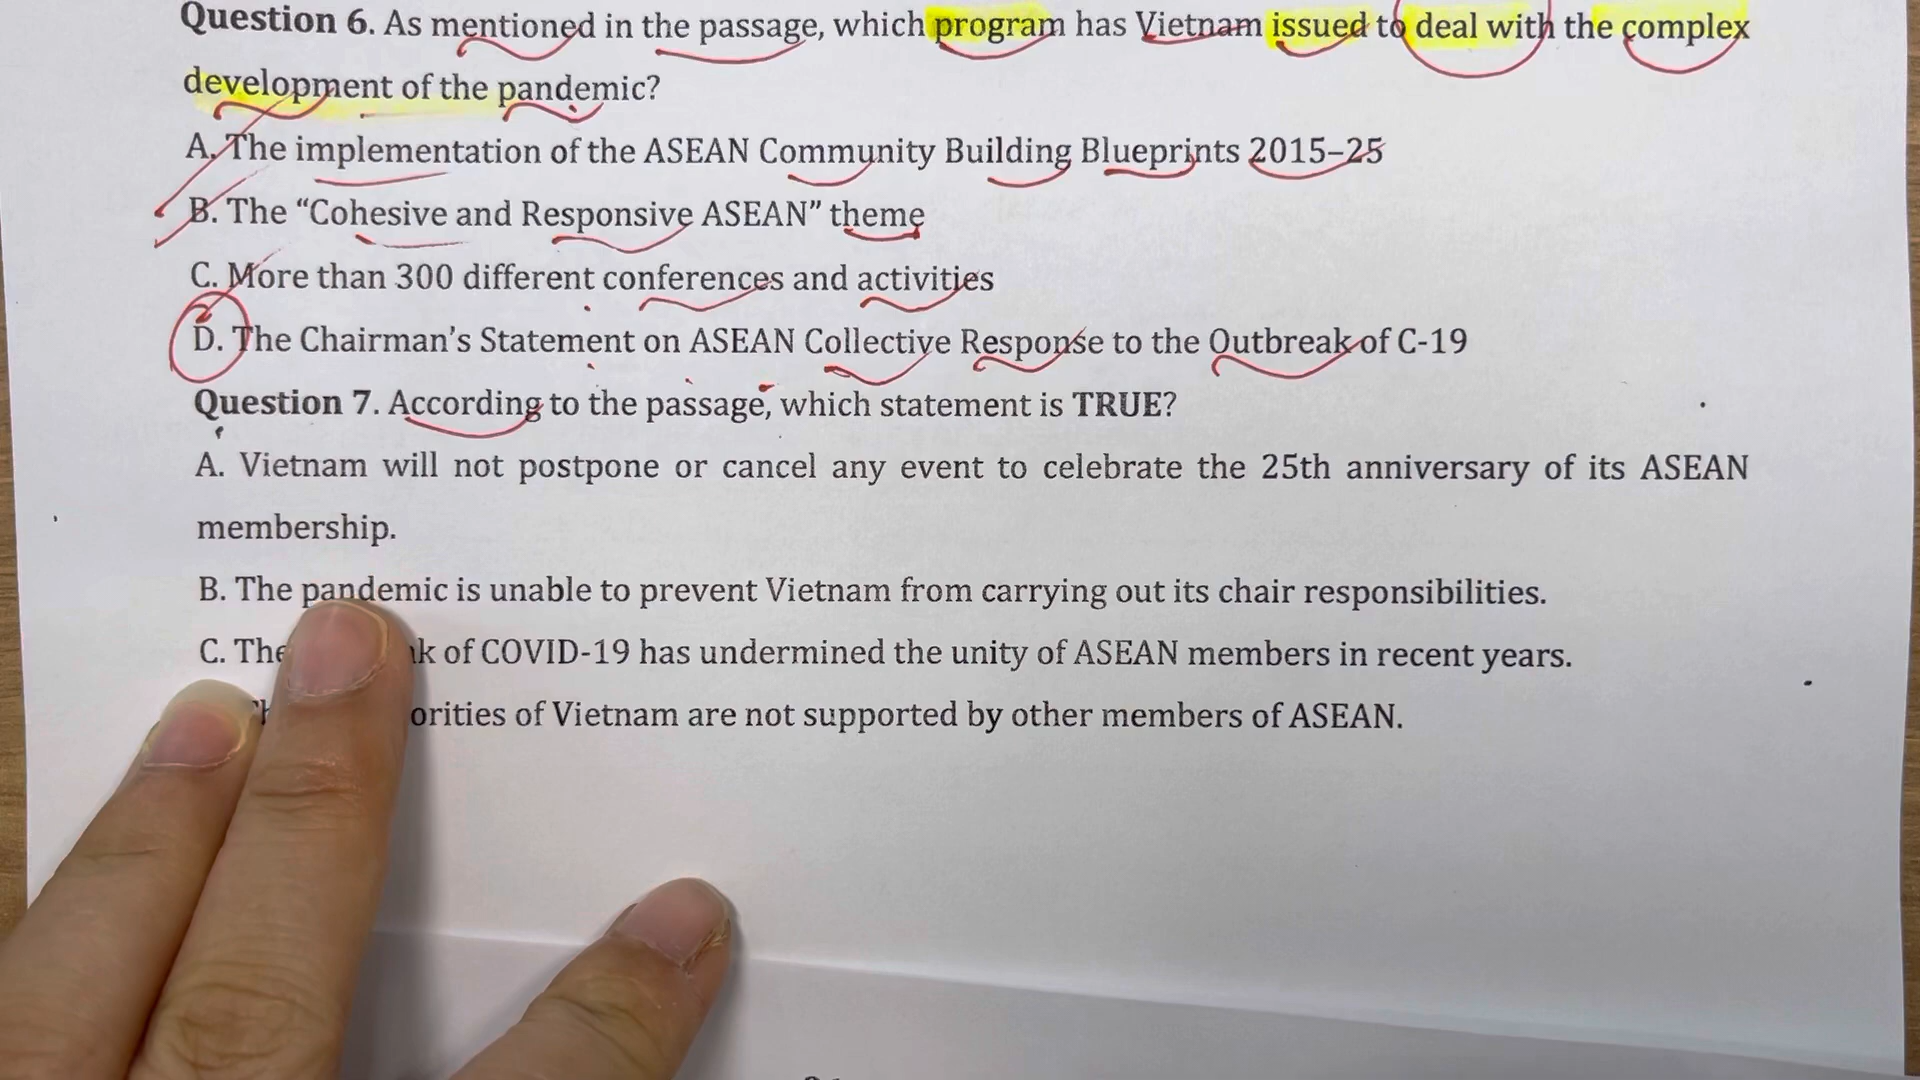 Question 6. As mentioned in the passage, which program has Vietnam issued to deal with the complex
development of the pandemic?
A. The implementation of the ASEAN Community Building Blueprints 2015–25
B. The “Cohesive and Responsive ASEAN” theme
C. More than 300 different conferences and activities
D. The Chairman's Statement on ASEAN Collective Response to the Outbreak of C-19
Question 7. According to the passage, which statement is TRUE?
A. Vietnam will not postpone or cancel any event to celebrate the 25th anniversary of its ASEAN
membership.
B. The pandemic is unable to prevent Vietnam from carrying out its chair responsibilities.
C. The of COVID-19 has undermined the unity of ASEAN members in recent years.
of Vietnam are not supported by other members of ASEAN.